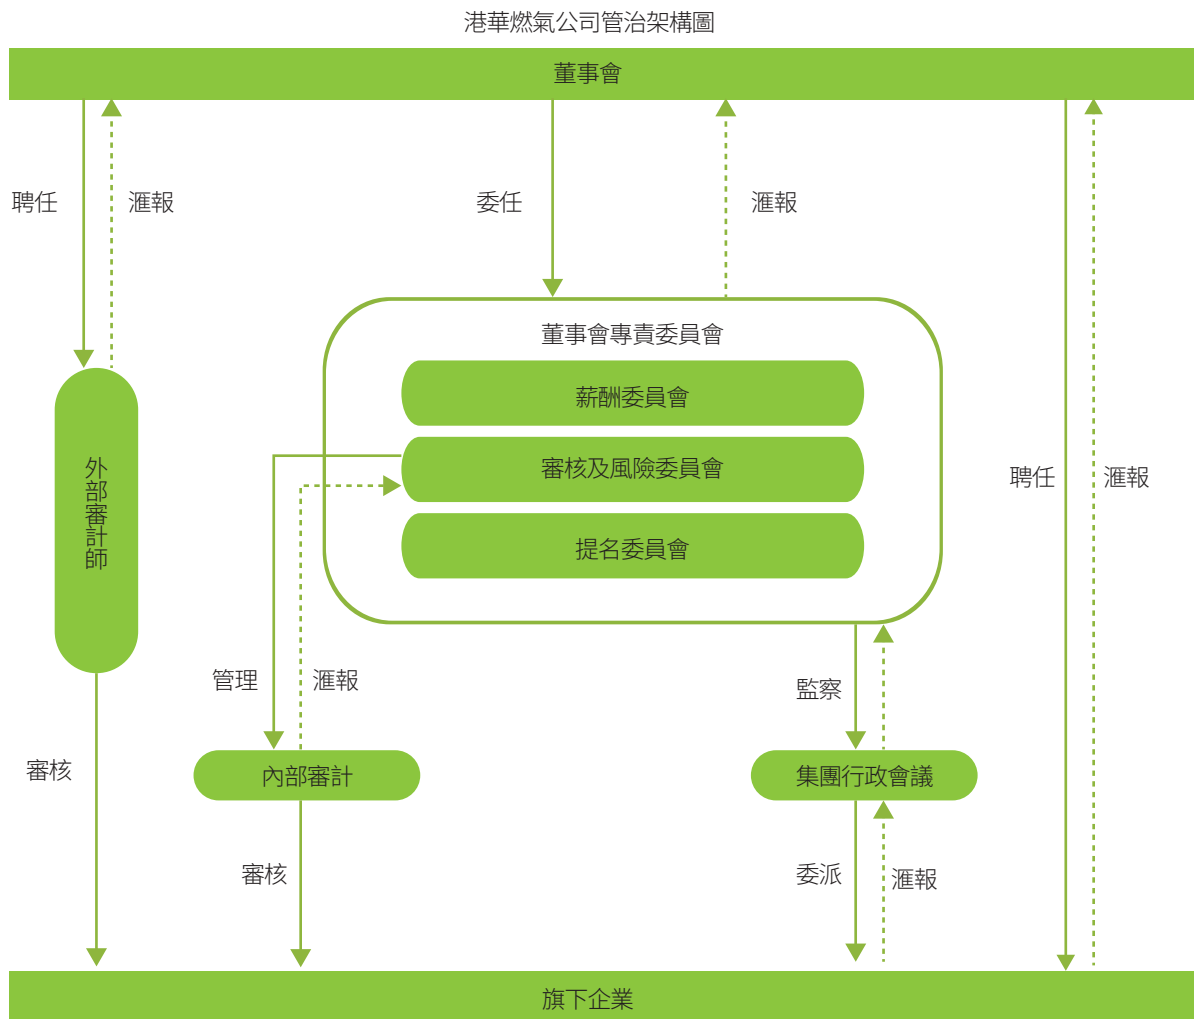 港華燃氣公司管治架構圖
董事會
聘任
滙報
委任
滙報
董事會專責委員會
薪酬委員會
審核及風險委員會
提名委員會
外部審計師
聘任
滙報
管理
滙報
監察
審核
內部審計
集團行政會議
審核
委派
滙報
旗下企業